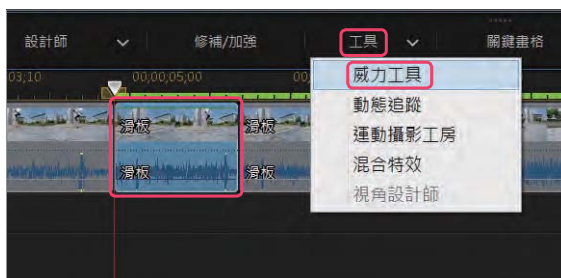 設計師 修補/加強 工具 關鍵畫格
03;10 00;00;05;00 00;
威力工具
動態追蹤
運動攝影工房
混合特效
視角設計師
滑板 滑板
滑板 滑板